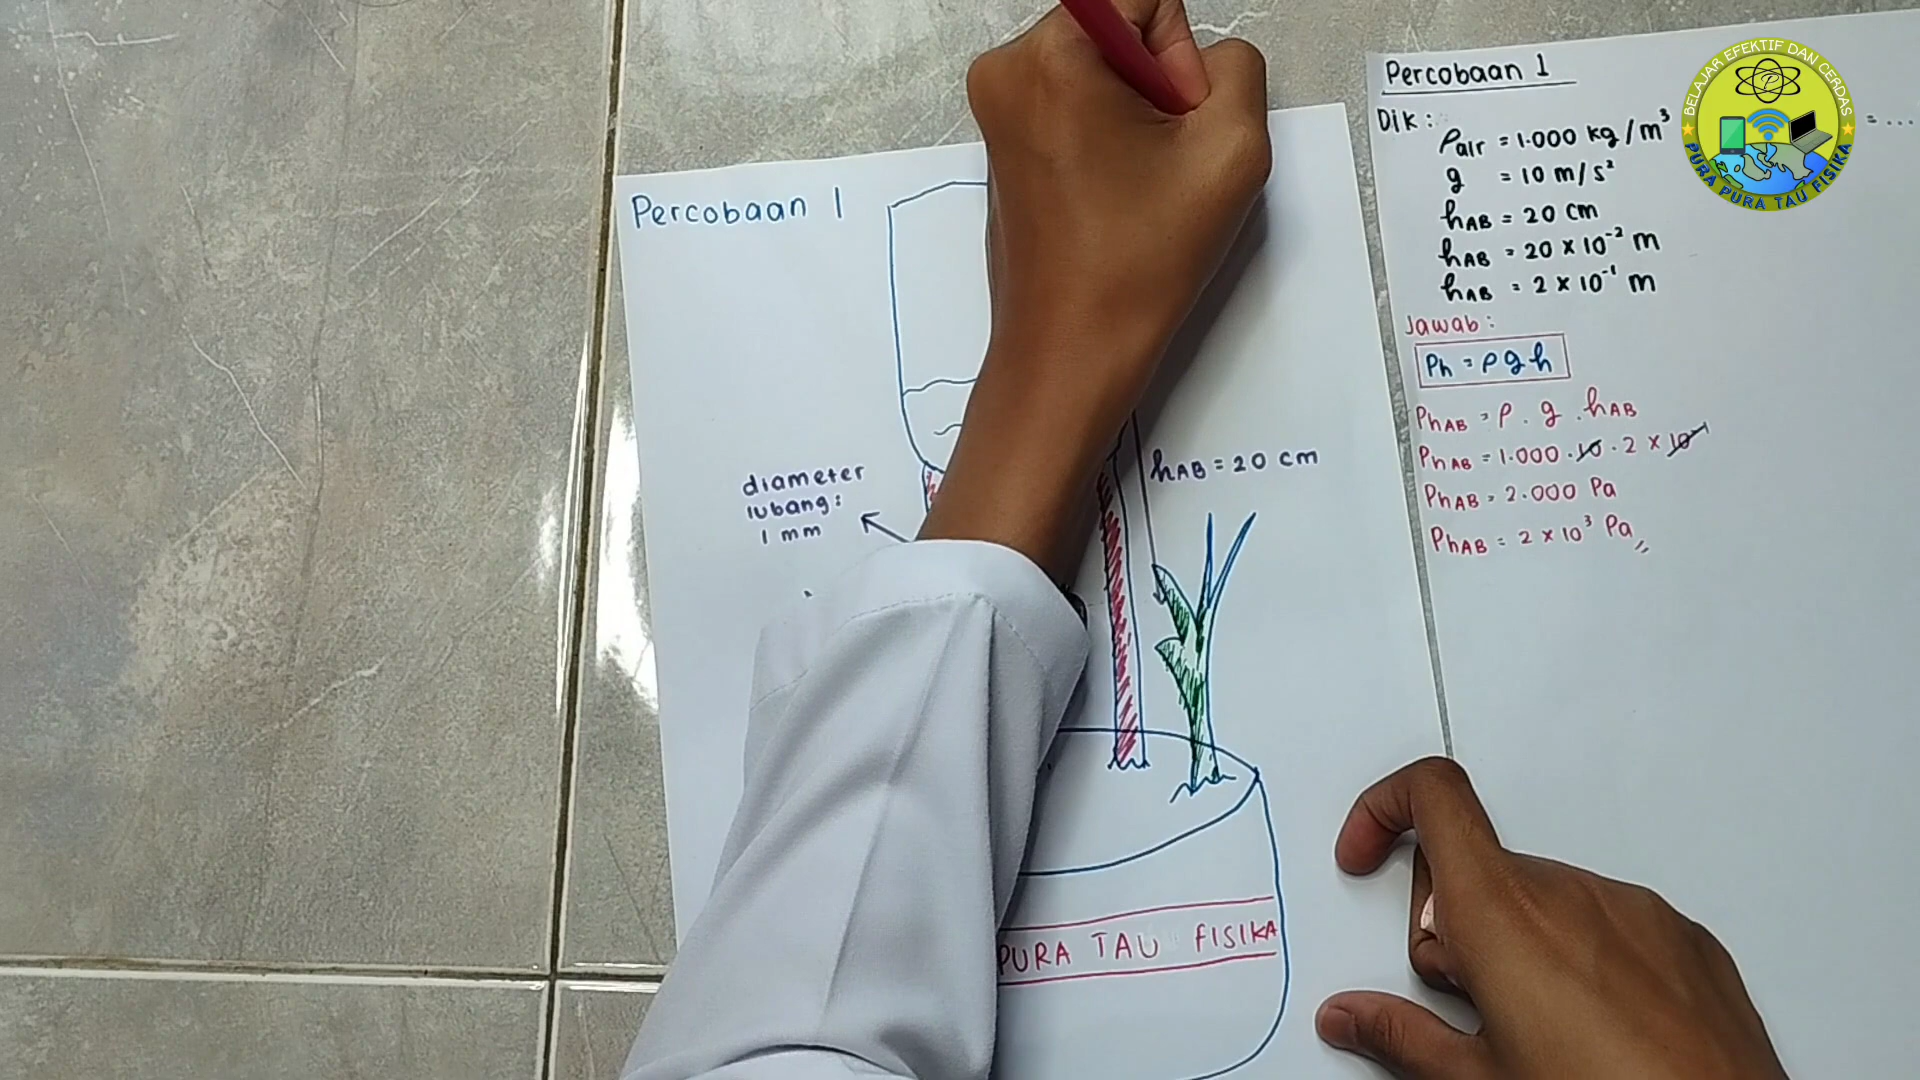 Percobaan 1
diameter
lubang:
1 mm
hAB = 20 cm
PURA TAU FISIKA
Percobaan 1
Dik:
ρair = 1.000 kg/m³
g = 10 m/s²
hAB = 20 cm
hAB = 20 x 10⁻² m
hAB = 2 x 10⁻¹ m
Jawab:
Ph = ρ g h
PhAB = ρ . g . hAB
PhAB = 1.000 . 10 . 2 x 10⁻¹
PhAB = 2.000 Pa
PhAB = 2 x 10³ Pa
= ...
BELAJAR EFEKTIF DAN CERDAS
PURA PURA TAU FISIKA